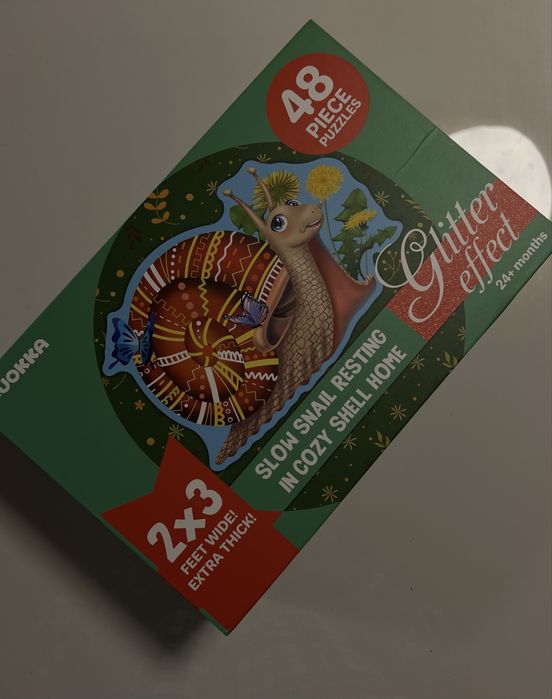 48
PIECE
PUZZLES
Glitter
effect
24+ months
UOKKA
SLOW SNAIL RESTING
IN COZY SHELL HOME
2x3
FEET WIDE!
EXTRA THICK!